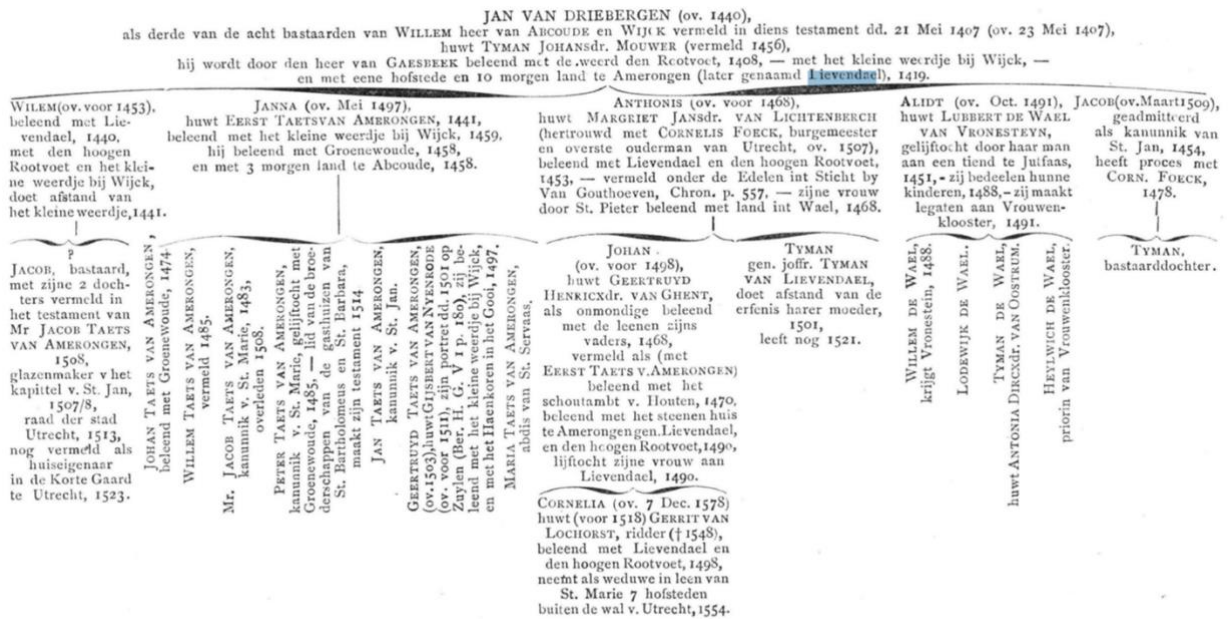 JAN VAN DRIEBERGEN (ov. 1440),
als derde van de acht bastaarden van WILLEM heer van ABCOUDE en WIJCK vermeld in diens testament dd. 21 Mei 1407 (ov. 23 Mei 1407),
huwt TYMAN JOHANSdr. MOUWER (vermeld 1456),
hij wordt door den heer van GAESBEEK beleend met de weerd den Rootvoet, 1408, — met het kleine weerdje bij Wijck, —
en met eene hofstede en 10 morgen land te Amerongen (later genaamd Lievendael), 1419.
WILEM (ov. voor 1453),
beleend met Lie-
vendael, 1440,
met den hoogen
Rootvoet en het klei-
ne weerdje bij Wijck,
doet afstand van
het kleine weerdje, 1441.
JANNA (ov. Mei 1497),
huwt EERST TAETS VAN AMERONGEN, 1441,
beleend met het kleine weerdje bij Wijck, 1459,
hij beleend met Groenewoude, 1458,
en met 3 morgen land te Abcoude, 1458.
ANTHONIS (ov. voor 1468),
huwt MARGRIET JANSdr. VAN LICHTENBERCH
(hertrouwd met CORNELIS FOECK, burgemeester
en overste ouderman van Utrecht, ov. 1507),
beleend met Lievendael en den hoogen Rootvoet,
1453, — vermeld onder de Edelen int Sticht by
Van Gouthoeven, Chron. p. 557, — zijne vrouw
door St. Pieter beleend met land int Wael, 1468.
ALIDT (ov. Oct. 1491),
huwt LUBBERT DE WAEL
VAN VRONESTEYN,
gelijftocht door haar man
aan een tiend te Jutfaas,
1451, - zij bedeelen hunne
kinderen, 1488, - zij maakt
legaten aan Vrouwen-
klooster, 1491.
JACOB (ov. Maart 1509),
geadmitteerd
als kanunnik van
St. Jan, 1454,
heeft proces met
CORN. FOECK,
1478.
?
JACOB, bastaard,
met zijne 2 doch-
ters vermeld in
het testament van
Mr JACOB TAETS
VAN AMERONGEN,
1508,
glazenmaker v het
kapittel v. St. Jan,
1507/8,
raad der stad
Utrecht, 1513,
nog vermeld als
huiseigenaar
in de Korte Gaard
te Utrecht, 1523.
JOHAN TAETS VAN AMERONGEN,
beleend met Groenewoude, 1474.
WILLEM TAETS VAN AMERONGEN,
vermeld 1485.
Mr. JACOB TAETS VAN AMERONGEN,
kanunnik v. St. Marie, 1483,
overleden 1508.
PETER TAETS VAN AMERONGEN,
kanunnik v. St. Marie, gelijftocht met
Groenewoude, 1485, — lid van de broe-
derschappen van de gasthuizen van
St. Bartholomeus en St. Barbara,
maakt zijn testament 1514
JAN TAETS VAN AMERONGEN,
kanunnik v. St. Jan.
GEERTRUYD TAETS VAN AMERONGEN,
(ov. 1503), huwt GIJSBERT VAN NYENRODE
(ov. voor 1511), zijn portret dd. 1501 op
Zuylen (Ber. H. G. V 1 p. 180), zij be-
leend met het kleine weerdje bij Wijck,
en met het Haenkoren in het Gooi, 1497.
MARIA TAETS VAN AMERONGEN,
abdis van St. Servaas.
JOHAN
(ov. voor 1498),
huwt GEERTRUYD
HENRICXdr. VAN GHENT,
als onmondige beleend
met de leenen zijns
vaders, 1468,
vermeld als (met
EERST TAETS V. AMERONGEN)
beleend met het
schoutambt v. Houten, 1470,
beleend met het steenen huis
te Amerongen gen. Lievendael,
en den hoogen Rootvoet, 1490,
lijftocht zijne vrouw aan
Lievendael, 1490.
TYMAN
gen. joffr. TYMAN
VAN LIEVENDAEL,
doet afstand van de
erfenis harer moeder,
1501,
leeft nog 1521.
WILLEM DE WAEL,
krijgt Vronestein, 1488.
LODEWIJK DE WAEL.
TYMAN DE WAEL,
huwt ANTONIA DIRCXdr. VAN OOSTRUM.
HEYLWICH DE WAEL,
priorin van Vrouwenklooster.
TYMAN,
bastaarddochter.
CORNELIA (ov. 7 Dec. 1578)
huwt (voor 1518) GERRIT VAN
LOCHORST, ridder († 1548),
beleend met Lievendael en
den hoogen Rootvoet, 1498,
neemt als weduwe in leen van
St. Marie 7 hofsteden
buiten de wal v. Utrecht, 1554.